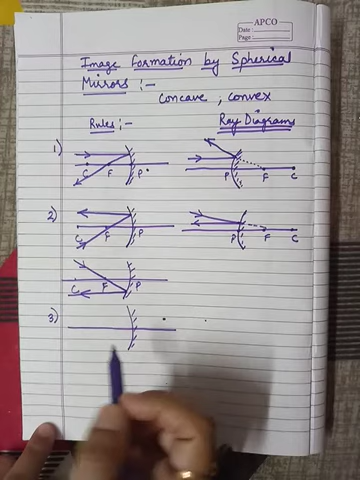 APCO
Date :
Page :
Image Formation by Spherical
Mirrors :-
Concave , convex
Rules :- Ray Diagrams
1)
C F P P F C
2)
C F P P F C
C F P
3)